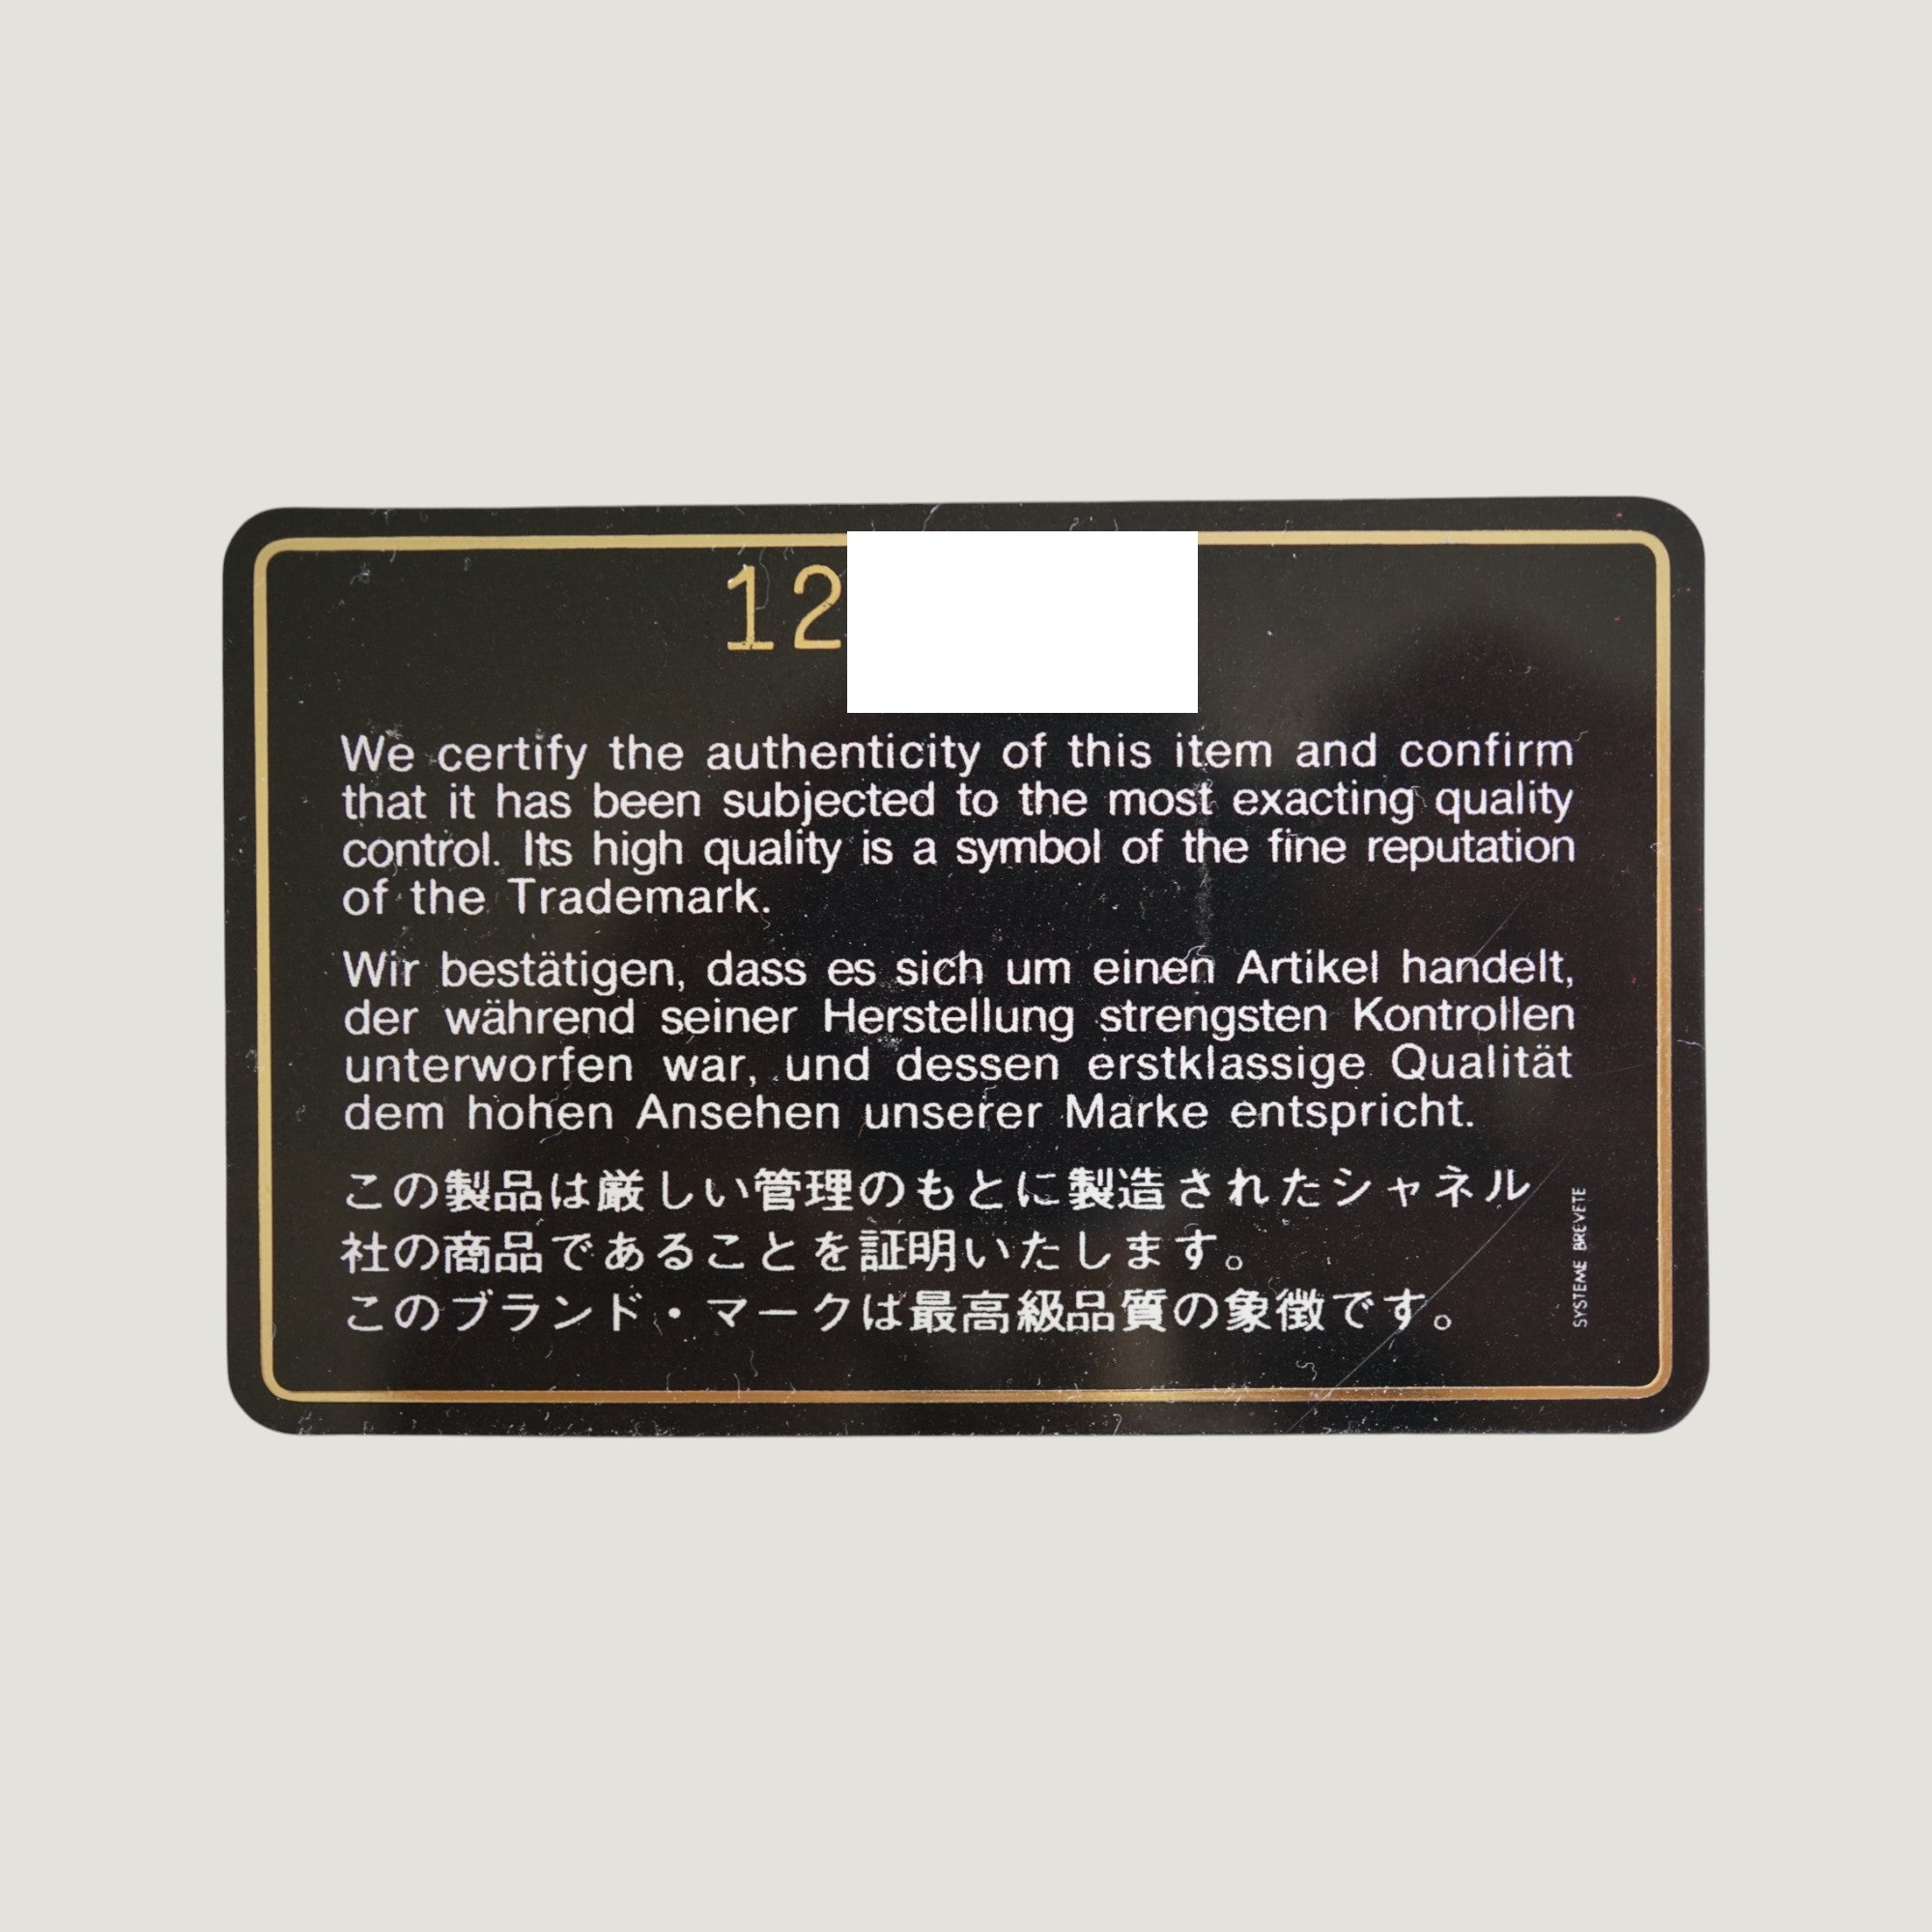 12
We certify the authenticity of this item and confirm
that it has been subjected to the most exacting quality
control. Its high quality is a symbol of the fine reputation
of the Trademark.
Wir bestätigen, dass es sich um einen Artikel handelt,
der während seiner Herstellung strengsten Kontrollen
unterworfen war, und dessen erstklassige Qualität
dem hohen Ansehen unserer Marke entspricht.
この製品は厳しい管理のもとに製造されたシャネル
社の商品であることを証明いたします。
このブランド・マークは最高級品質の象徴です。
SYSTEME BREVETE